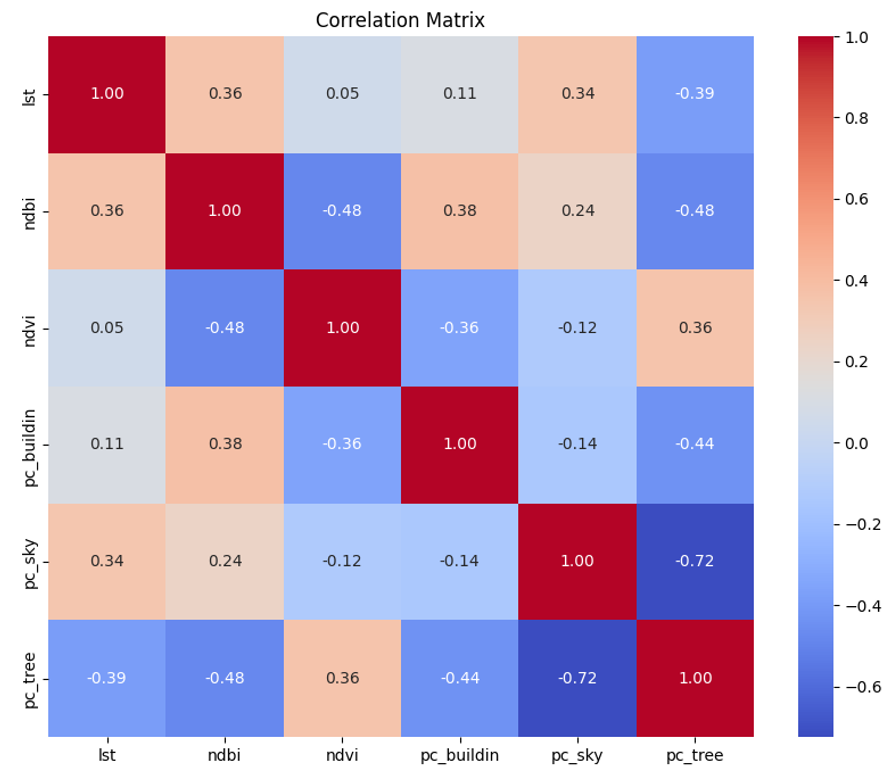 Correlation Matrix
lst 1.00 0.36 0.05 0.11 0.34 -0.39
ndbi 0.36 1.00 -0.48 0.38 0.24 -0.48
ndvi 0.05 -0.48 1.00 -0.36 -0.12 0.36
pc_buildin 0.11 0.38 -0.36 1.00 -0.14 -0.44
pc_sky 0.34 0.24 -0.12 -0.14 1.00 -0.72
pc_tree -0.39 -0.48 0.36 -0.44 -0.72 1.00
lst ndbi ndvi pc_buildin pc_sky pc_tree
1.0
0.8
0.6
0.4
0.2
0.0
−0.2
−0.4
−0.6